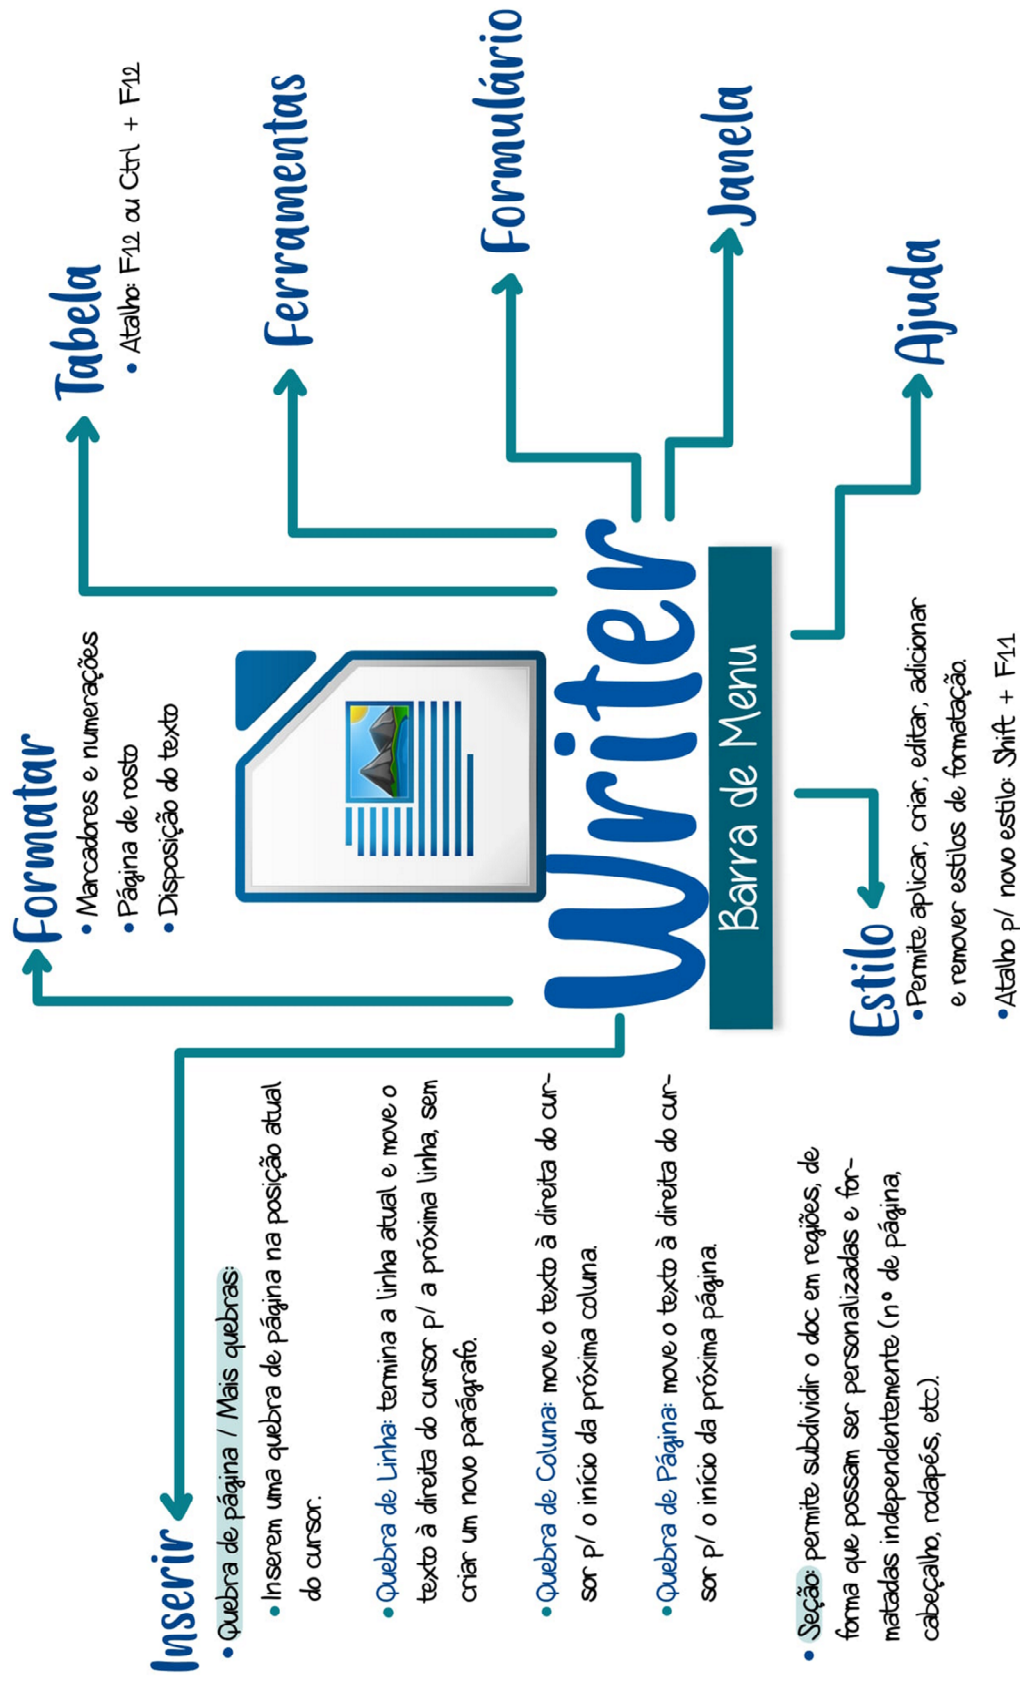 Inserir
• Quebra de página / Mais quebras:
• Inserem uma quebra de página na posição atual
do cursor.
• Quebra de Linha: termina a linha atual e move o
texto à direita do cursor p/ a próxima linha, sem
criar um novo parágrafo.
• Quebra de Coluna: move o texto à direita do cur-
sor p/ o início da próxima coluna.
• Quebra de Página: move o texto à direita do cur-
sor p/ o início da próxima página.
• Seção: permite subdividir o doc em regiões, de
forma que possam ser personalizadas e for-
matadas independentemente (nº de página,
cabeçalho, rodapés, etc).
Formatar
• Marcadores e numerações
• Página de rosto
• Disposição do texto
Writer
Barra de Menu
Estilo
• Permite aplicar, criar, editar, adicionar
e remover estilos de formatação.
• Atalho p/ novo estilo: Shift + F11
Tabela
• Atalho: F12 ou Ctrl + F12
Ferramentas
Formulário
Janela
Ajuda